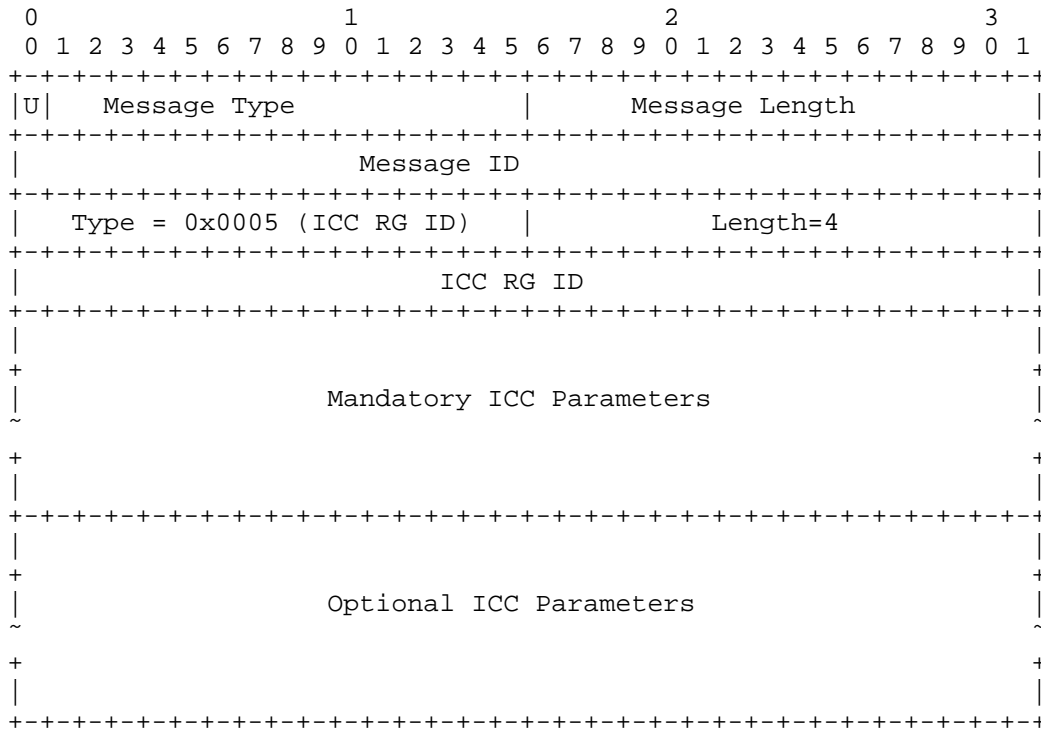 0                   1                   2                   3
 0 1 2 3 4 5 6 7 8 9 0 1 2 3 4 5 6 7 8 9 0 1 2 3 4 5 6 7 8 9 0 1
+-+-+-+-+-+-+-+-+-+-+-+-+-+-+-+-+-+-+-+-+-+-+-+-+-+-+-+-+-+-+-+-+
|U|   Message Type              |      Message Length           |
+-+-+-+-+-+-+-+-+-+-+-+-+-+-+-+-+-+-+-+-+-+-+-+-+-+-+-+-+-+-+-+-+
|                     Message ID                                |
+-+-+-+-+-+-+-+-+-+-+-+-+-+-+-+-+-+-+-+-+-+-+-+-+-+-+-+-+-+-+-+-+
|   Type = 0x0005 (ICC RG ID)   |           Length=4            |
+-+-+-+-+-+-+-+-+-+-+-+-+-+-+-+-+-+-+-+-+-+-+-+-+-+-+-+-+-+-+-+-+
|                          ICC RG ID                            |
+-+-+-+-+-+-+-+-+-+-+-+-+-+-+-+-+-+-+-+-+-+-+-+-+-+-+-+-+-+-+-+-+
|                                                               |
+                                                               +
|                   Mandatory ICC Parameters                    |
~                                                               ~
+                                                               +
|                                                               |
+-+-+-+-+-+-+-+-+-+-+-+-+-+-+-+-+-+-+-+-+-+-+-+-+-+-+-+-+-+-+-+-+
|                                                               |
+                                                               +
|                   Optional ICC Parameters                     |
~                                                               ~
+                                                               +
|                                                               |
+-+-+-+-+-+-+-+-+-+-+-+-+-+-+-+-+-+-+-+-+-+-+-+-+-+-+-+-+-+-+-+-+